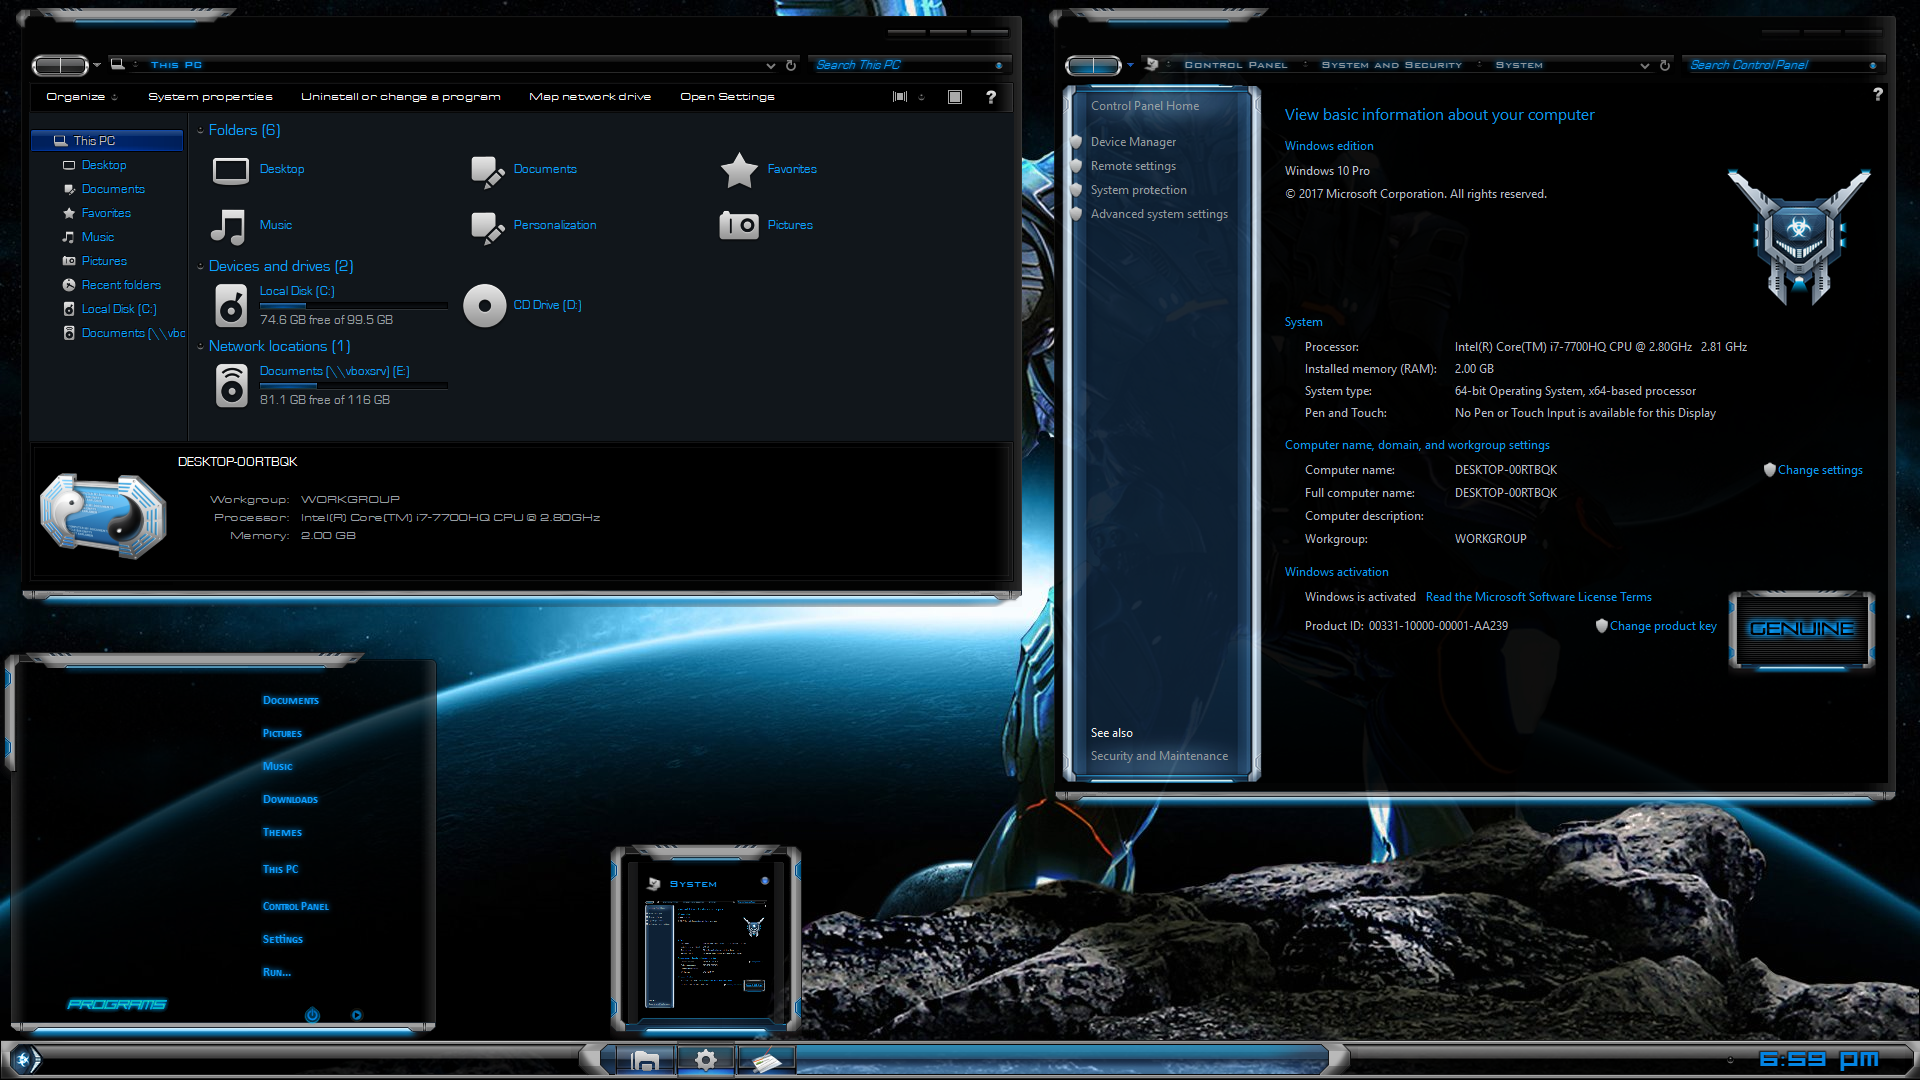 This PC
Search This PC
Organize
System properties
Uninstall or change a program
Map network drive
Open Settings
?
This PC
Desktop
Documents
Favorites
Music
Pictures
Recent folders
Local Disk (C:)
Documents (\\vbo
Folders (6)
Desktop
Documents
Favorites
Music
Personalization
Pictures
Devices and drives (2)
Local Disk (C:)
74.6 GB free of 99.5 GB
CD Drive (D:)
Network locations (1)
Documents (\\vboxsrv) (E:)
81.1 GB free of 116 GB
DESKTOP-00RTBQK
Workgroup: WORKGROUP
Processor: Intel(R) Core(TM) i7-7700HQ CPU @ 2.80GHz
Memory: 2.00 GB
Control Panel
System and Security
System
Search Control Panel
?
Control Panel Home
Device Manager
Remote settings
System protection
Advanced system settings
See also
Security and Maintenance
View basic information about your computer
Windows edition
Windows 10 Pro
© 2017 Microsoft Corporation. All rights reserved.
System
Processor: Intel(R) Core(TM) i7-7700HQ CPU @ 2.80GHz 2.81 GHz
Installed memory (RAM): 2.00 GB
System type: 64-bit Operating System, x64-based processor
Pen and Touch: No Pen or Touch Input is available for this Display
Computer name, domain, and workgroup settings
Computer name: DESKTOP-00RTBQK
Change settings
Full computer name: DESKTOP-00RTBQK
Computer description:
Workgroup: WORKGROUP
Windows activation
Windows is activated Read the Microsoft Software License Terms
Product ID: 00331-10000-00001-AA239
Change product key
GENUINE
Documents
Pictures
Music
Downloads
Themes
This PC
Control Panel
Settings
Run...
PROGRAMS
System
6:59 pm